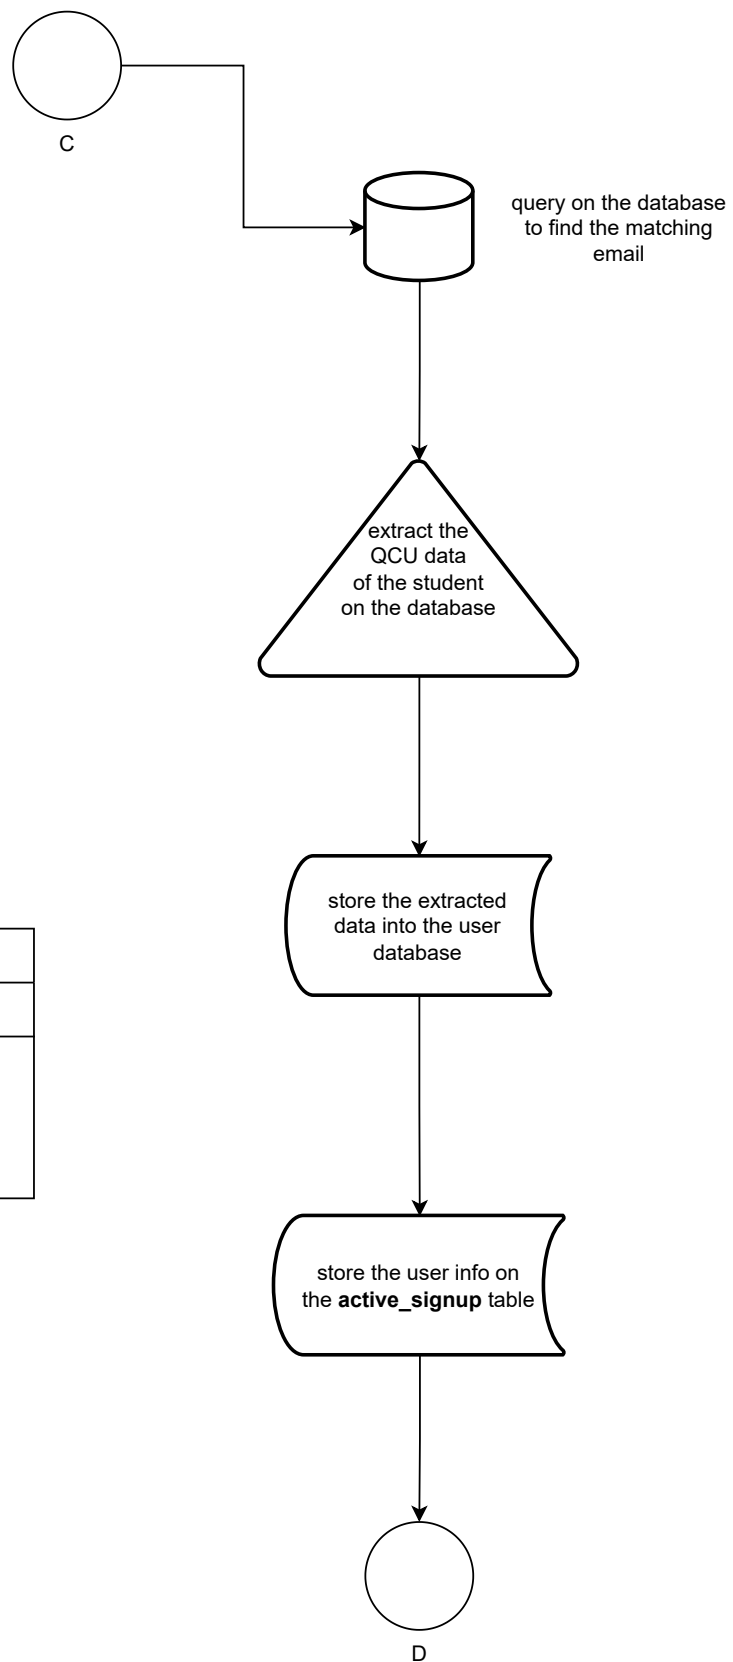 C
query on the database
to find the matching
email
extract the
QCU data
of the student
on the database
store the extracted
data into the user
database
store the user info on
the active_signup table
D